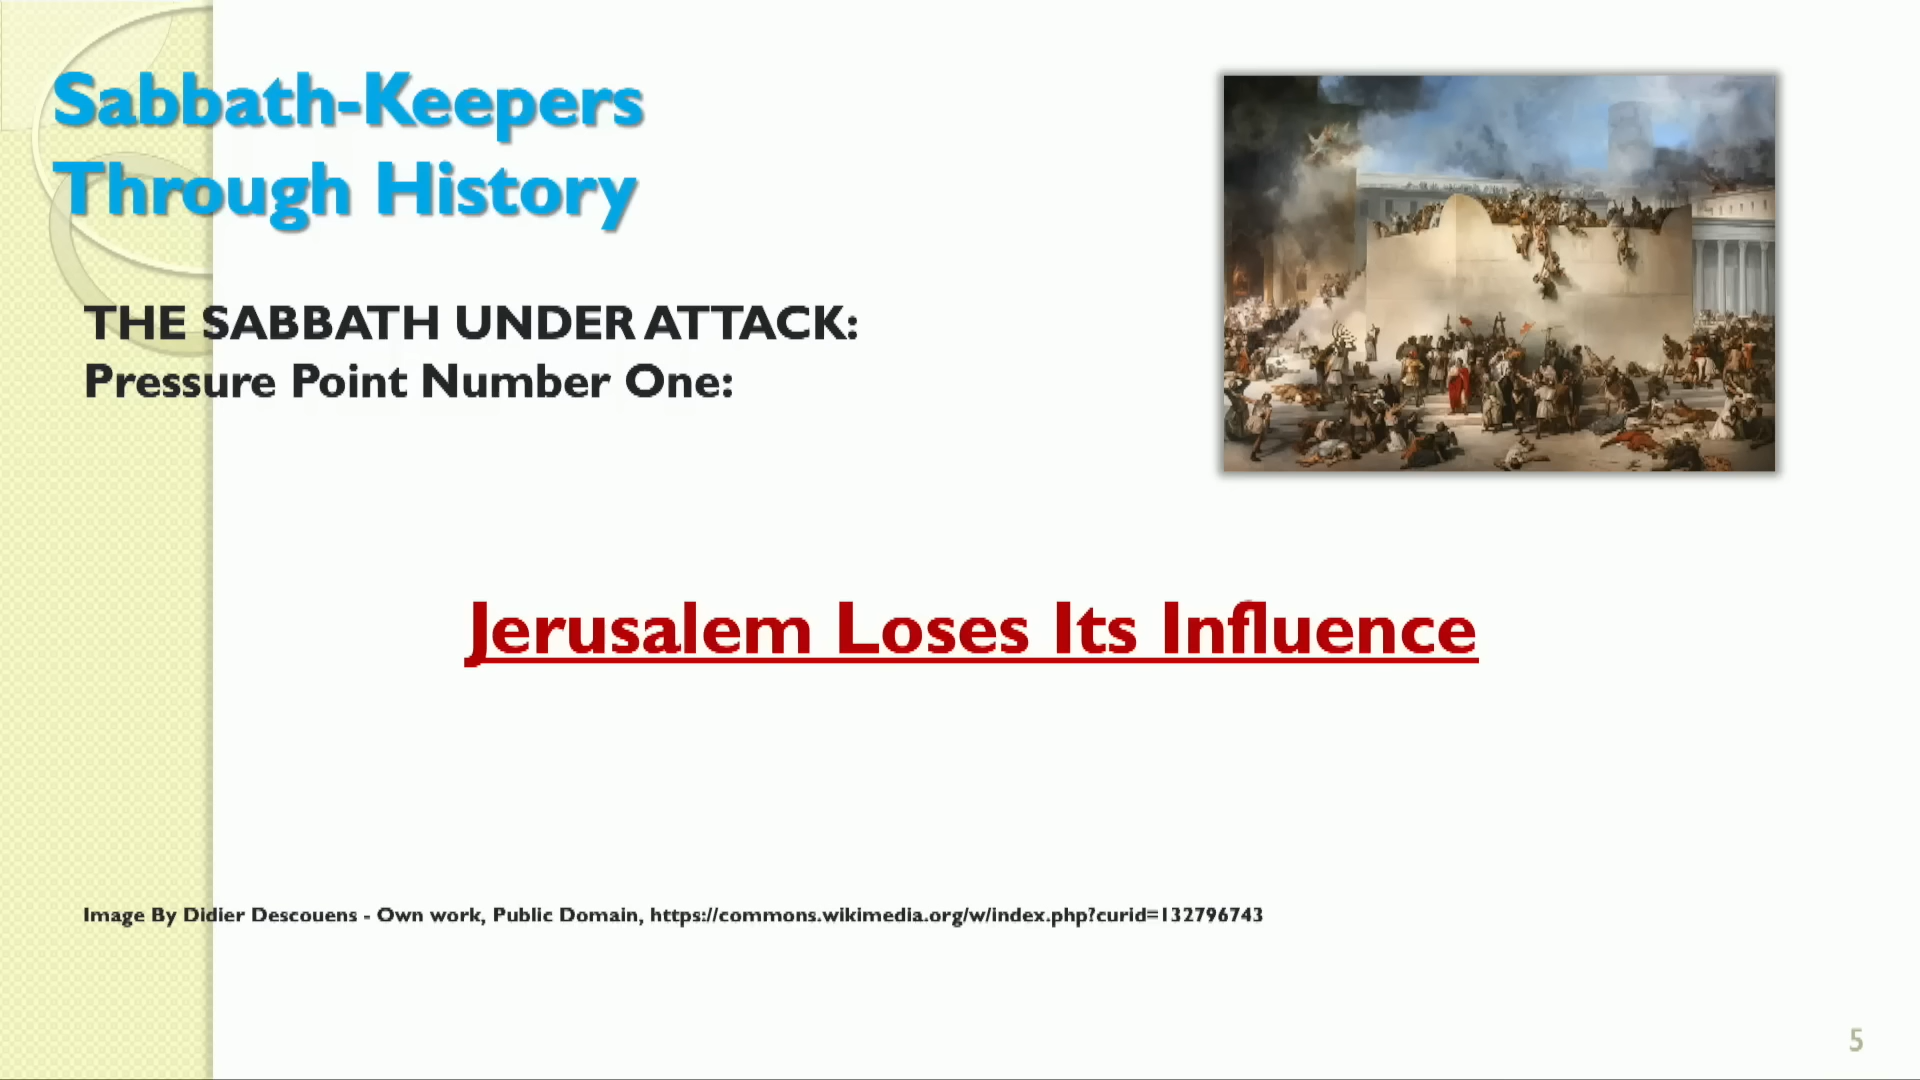 Sabbath-Keepers
Through History
THE SABBATH UNDER ATTACK:
Pressure Point Number One:
Jerusalem Loses Its Influence
Image By Didier Descouens - Own work, Public Domain, https://commons.wikimedia.org/w/index.php?curid=132796743
5